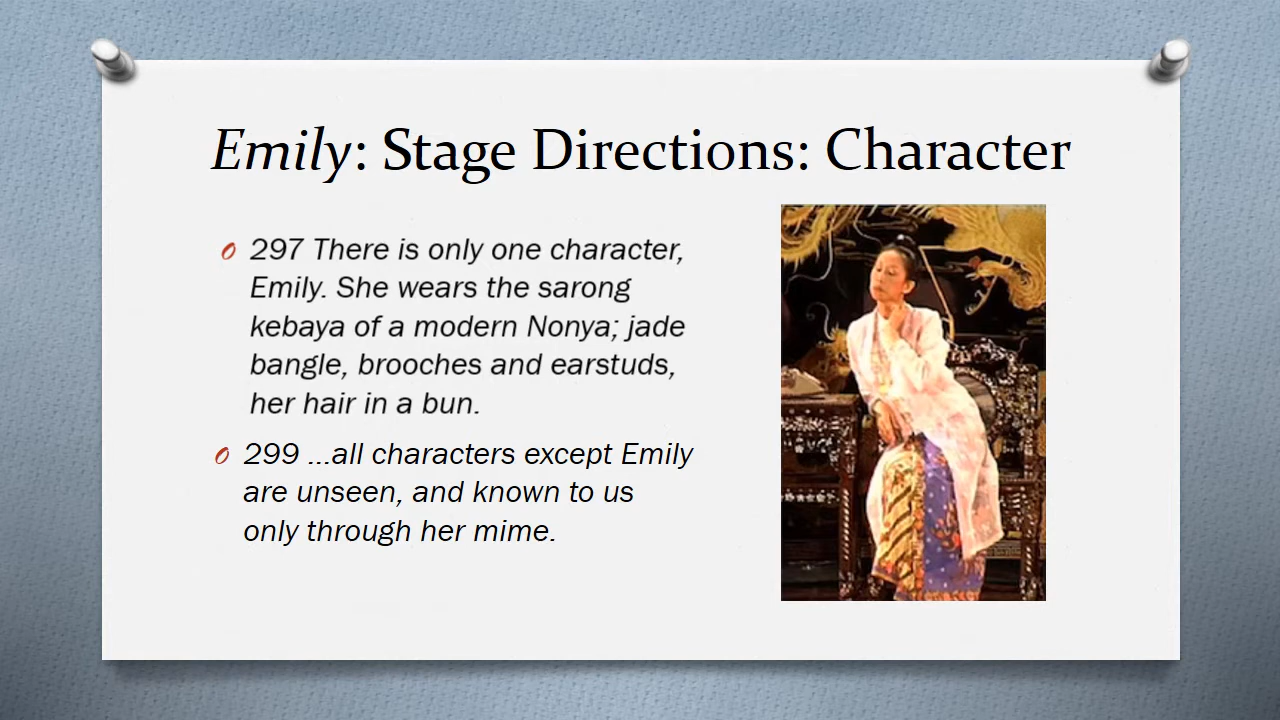 Emily: Stage Directions: Character
297 There is only one character,
Emily. She wears the sarong
kebaya of a modern Nonya; jade
bangle, brooches and earstuds,
her hair in a bun.
299 ...all characters except Emily
are unseen, and known to us
only through her mime.